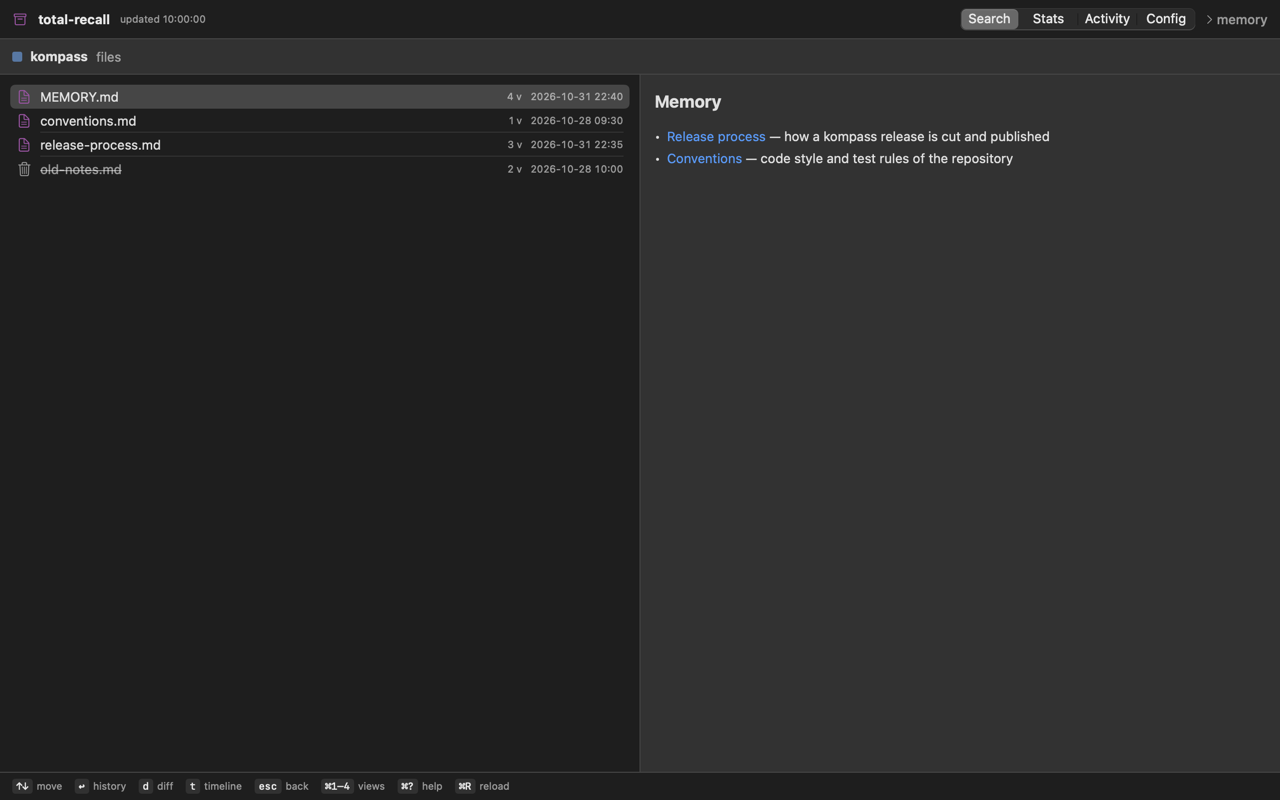 total-recall updated 10:00:00 Search Stats Activity Config > memory
kompass files
MEMORY.md 4 v 2026-10-31 22:40
conventions.md 1 v 2026-10-28 09:30
release-process.md 3 v 2026-10-31 22:35
old-notes.md 2 v 2026-10-28 10:00
Memory
• Release process — how a kompass release is cut and published
• Conventions — code style and test rules of the repository
↑↓ move ↩ history d diff t timeline esc back ⌘1–4 views ⌘? help ⌘R reload